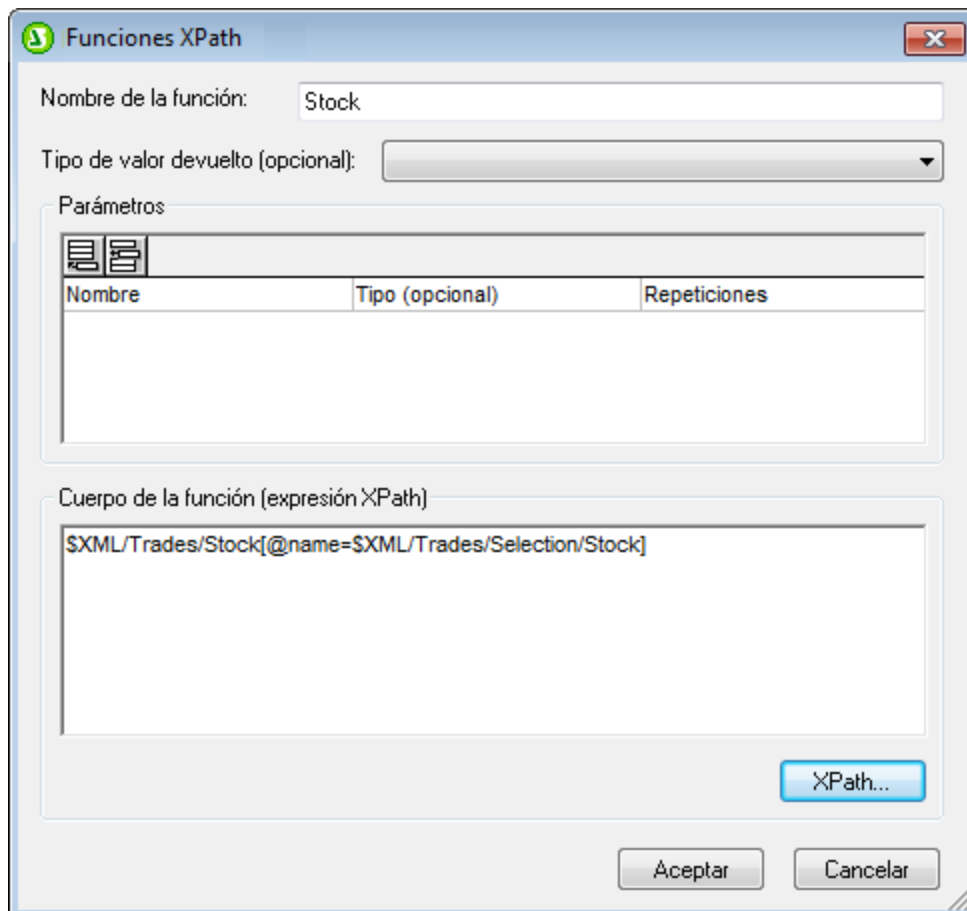 Funciones XPath
Nombre de la función: Stock
Tipo de valor devuelto (opcional):
Parámetros
Nombre Tipo (opcional) Repeticiones
Cuerpo de la función (expresión XPath)
$XML/Trades/Stock[@name=$XML/Trades/Selection/Stock]
XPath...
Aceptar Cancelar